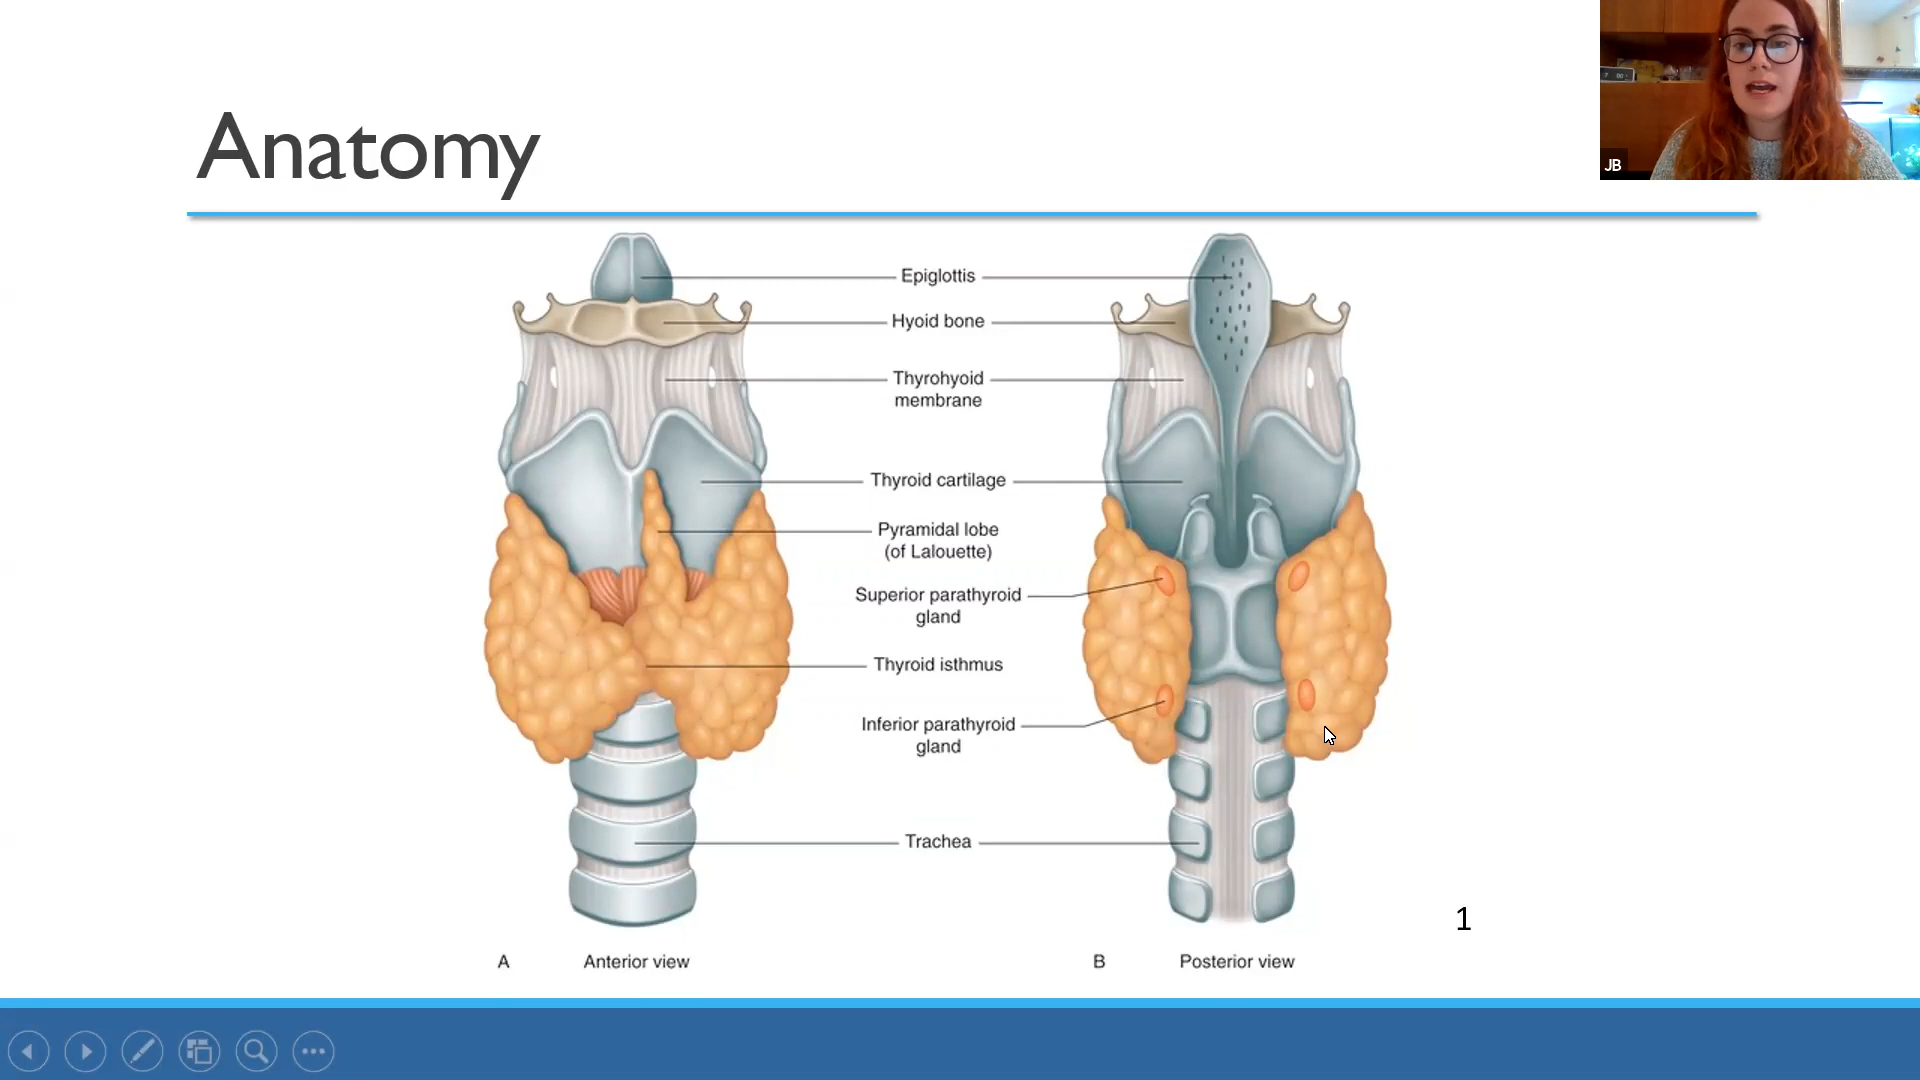 Anatomy
JB
Epiglottis
Hyoid bone
Thyrohyoid
membrane
Thyroid cartilage
Pyramidal lobe
(of Lalouette)
Superior parathyroid
gland
Thyroid isthmus
Inferior parathyroid
gland
Trachea
1
A Anterior view
B Posterior view